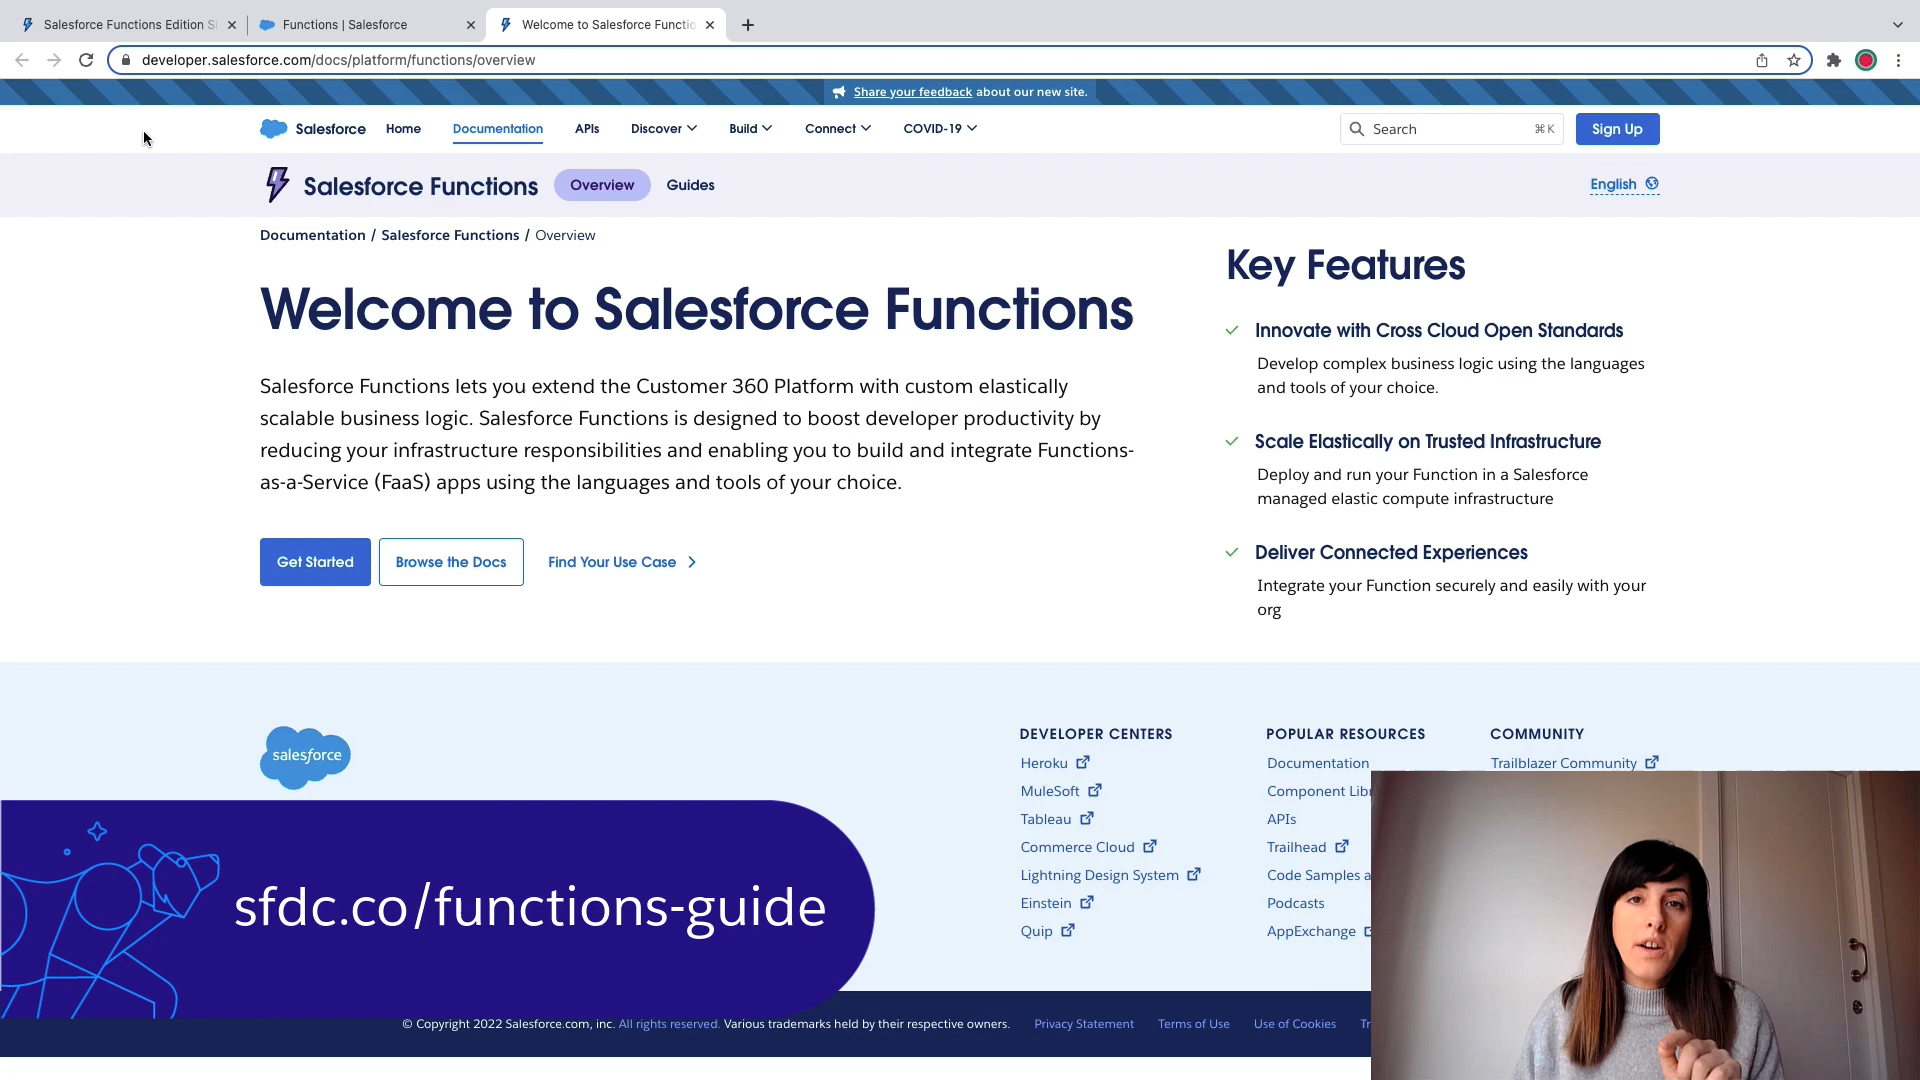 Salesforce Functions Edition
Functions | Salesforce
Welcome to Salesforce Functio
developer.salesforce.com/docs/platform/functions/overview
Share your feedback about our new site.
Salesforce
Home
Documentation
APIs
Discover
Build
Connect
COVID-19
Search
⌘K
Sign Up
Salesforce Functions
Overview
Guides
English
Documentation / Salesforce Functions / Overview
Welcome to Salesforce Functions
Salesforce Functions lets you extend the Customer 360 Platform with custom elastically
scalable business logic. Salesforce Functions is designed to boost developer productivity by
reducing your infrastructure responsibilities and enabling you to build and integrate Functions-
as-a-Service (FaaS) apps using the languages and tools of your choice.
Get Started
Browse the Docs
Find Your Use Case
Key Features
Innovate with Cross Cloud Open Standards
Develop complex business logic using the languages
and tools of your choice.
Scale Elastically on Trusted Infrastructure
Deploy and run your Function in a Salesforce
managed elastic compute infrastructure
Deliver Connected Experiences
Integrate your Function securely and easily with your
org
salesforce
DEVELOPER CENTERS
Heroku
MuleSoft
Tableau
Commerce Cloud
Lightning Design System
Einstein
Quip
POPULAR RESOURCES
Documentation
Component Libr
APIs
Trailhead
Code Samples a
Podcasts
AppExchange
COMMUNITY
Trailblazer Community
sfdc.co/functions-guide
© Copyright 2022 Salesforce.com, inc. All rights reserved. Various trademarks held by their respective owners.
Privacy Statement
Terms of Use
Use of Cookies
Tr